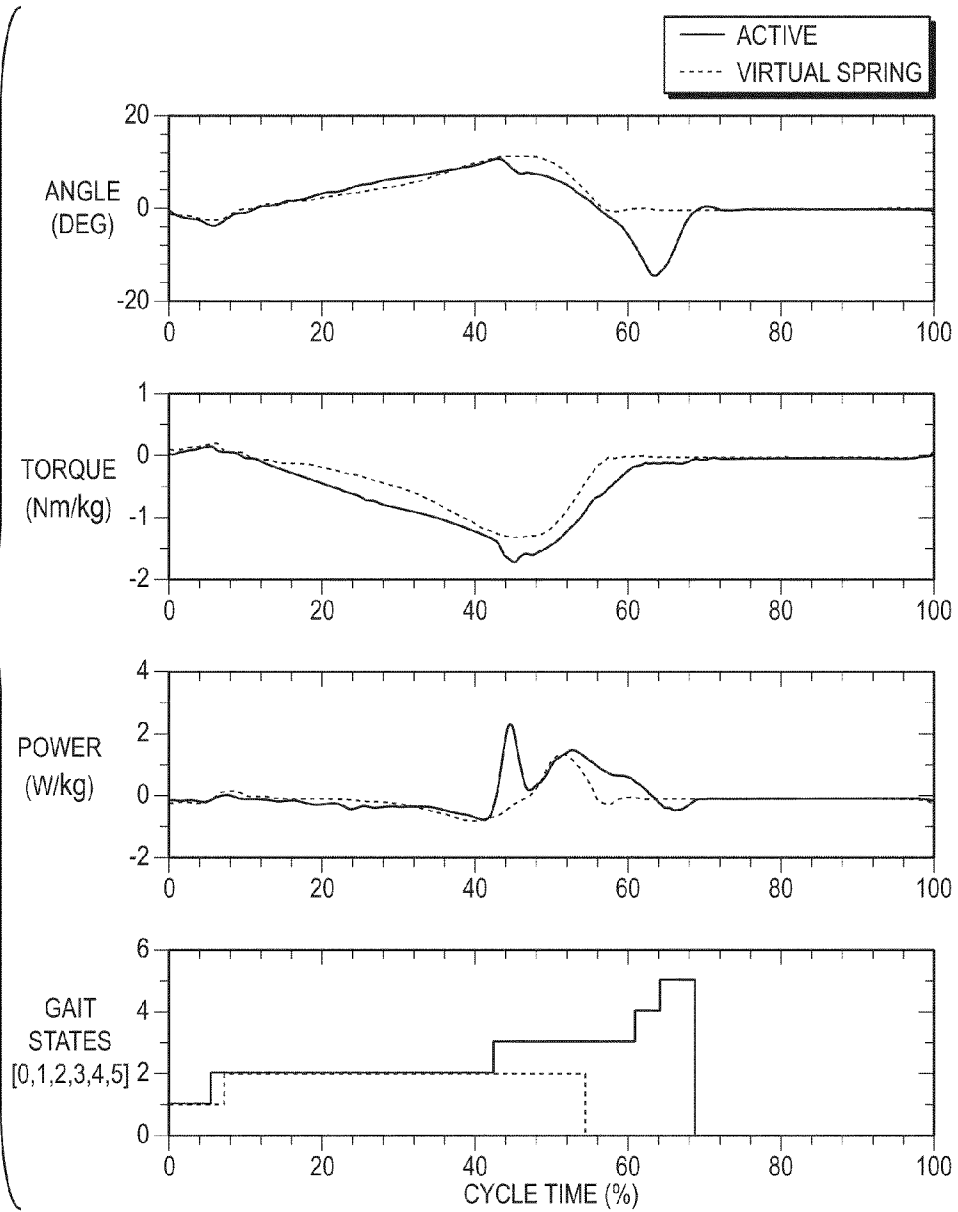 ACTIVE
VIRTUAL SPRING
20
ANGLE
0
(DEG)
-20
0 20 40 60 80 100
1
0
TORQUE
(Nm/kg)
-1
-2
0 20 40 60 80 100
4
2
POWER
(W/kg)
0
-2
0 20 40 60 80 100
6
GAIT
4
STATES
[0,1,2,3,4,5] 2
0
0 20 40 60 80 100
CYCLE TIME (%)